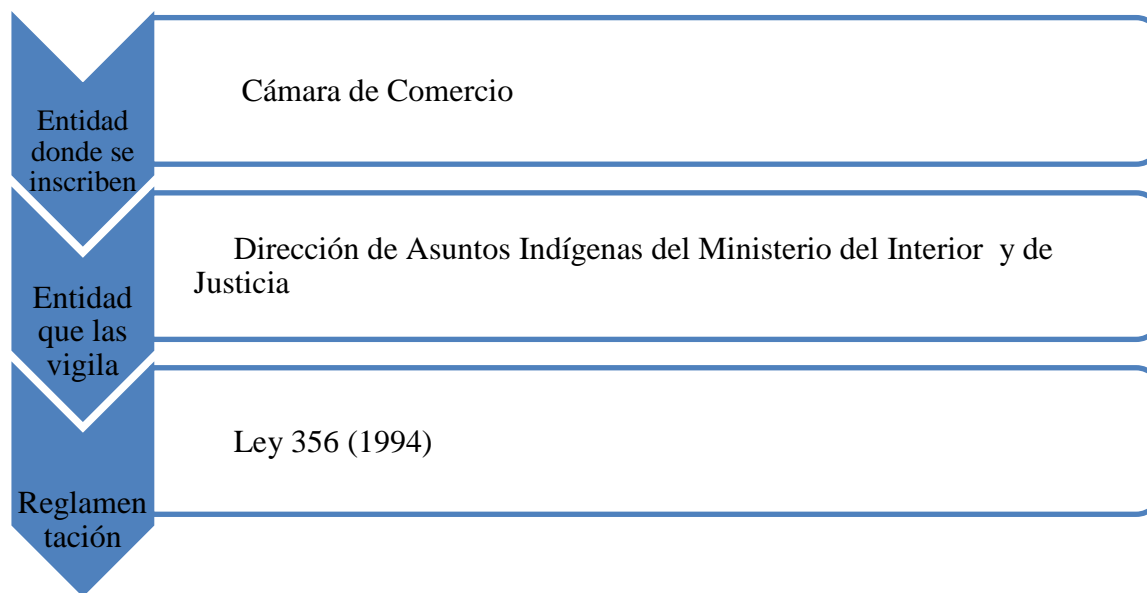 Entidad
donde se
inscriben
Cámara de Comercio
Entidad
que las
vigila
Dirección de Asuntos Indígenas del Ministerio del Interior y de
Justicia
Reglamen
tación
Ley 356 (1994)